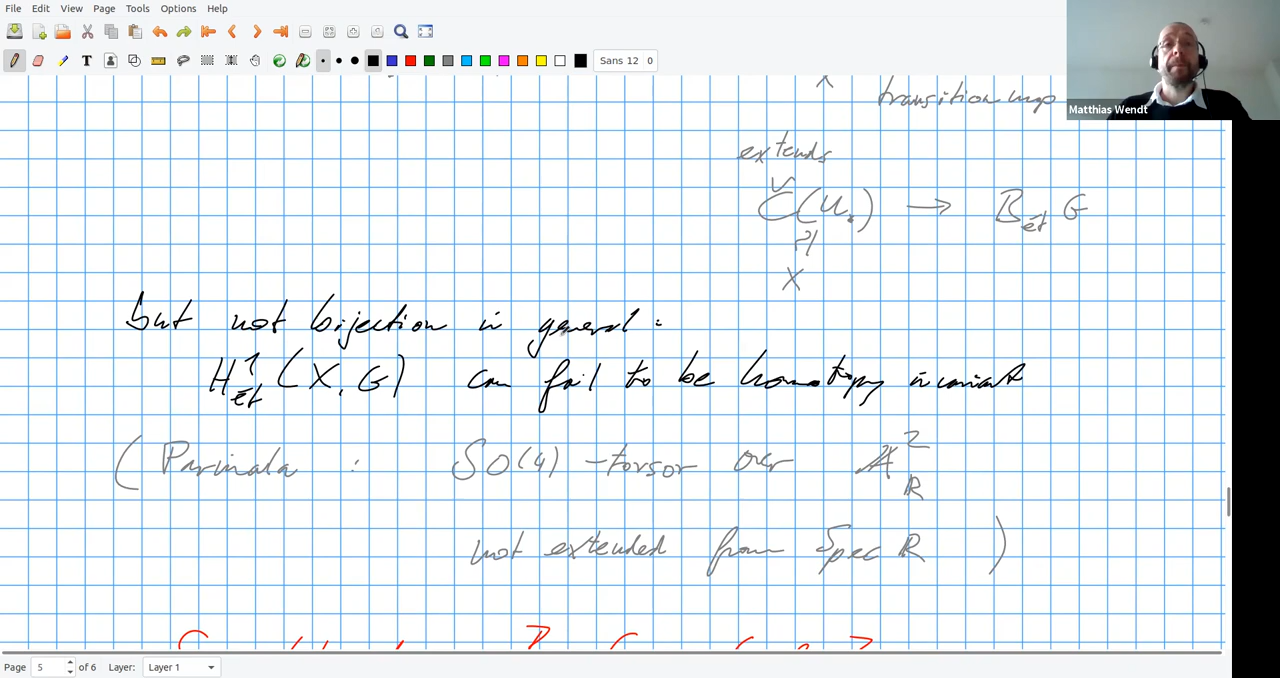 File Edit View Page Tools Options Help
Sans 12 0
Matthias Wendt
transition map
extends
Č(U•) → B_ét G
X
but not bijection in general:
H¹_ét (X, G) can fail to be homotopy invariant
(Parimala : SO(4)-torsor over 𝔸²_ℝ
not extended from Spec ℝ)
Page 5 of 6 Layer: Layer 1